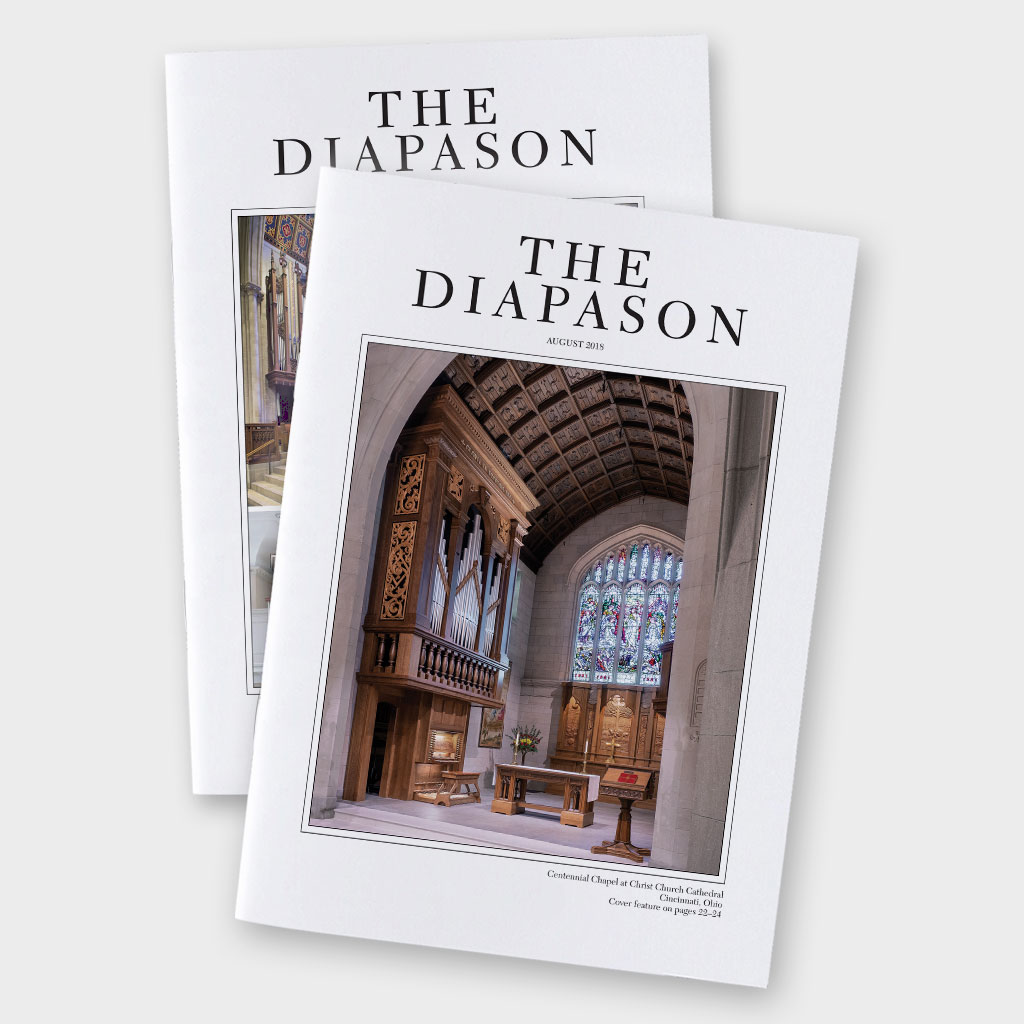 THE
DIAPASON
THE
DIAPASON
AUGUST 2018
Centennial Chapel at Christ Church Cathedral
Cincinnati, Ohio
Cover feature on pages 22–24